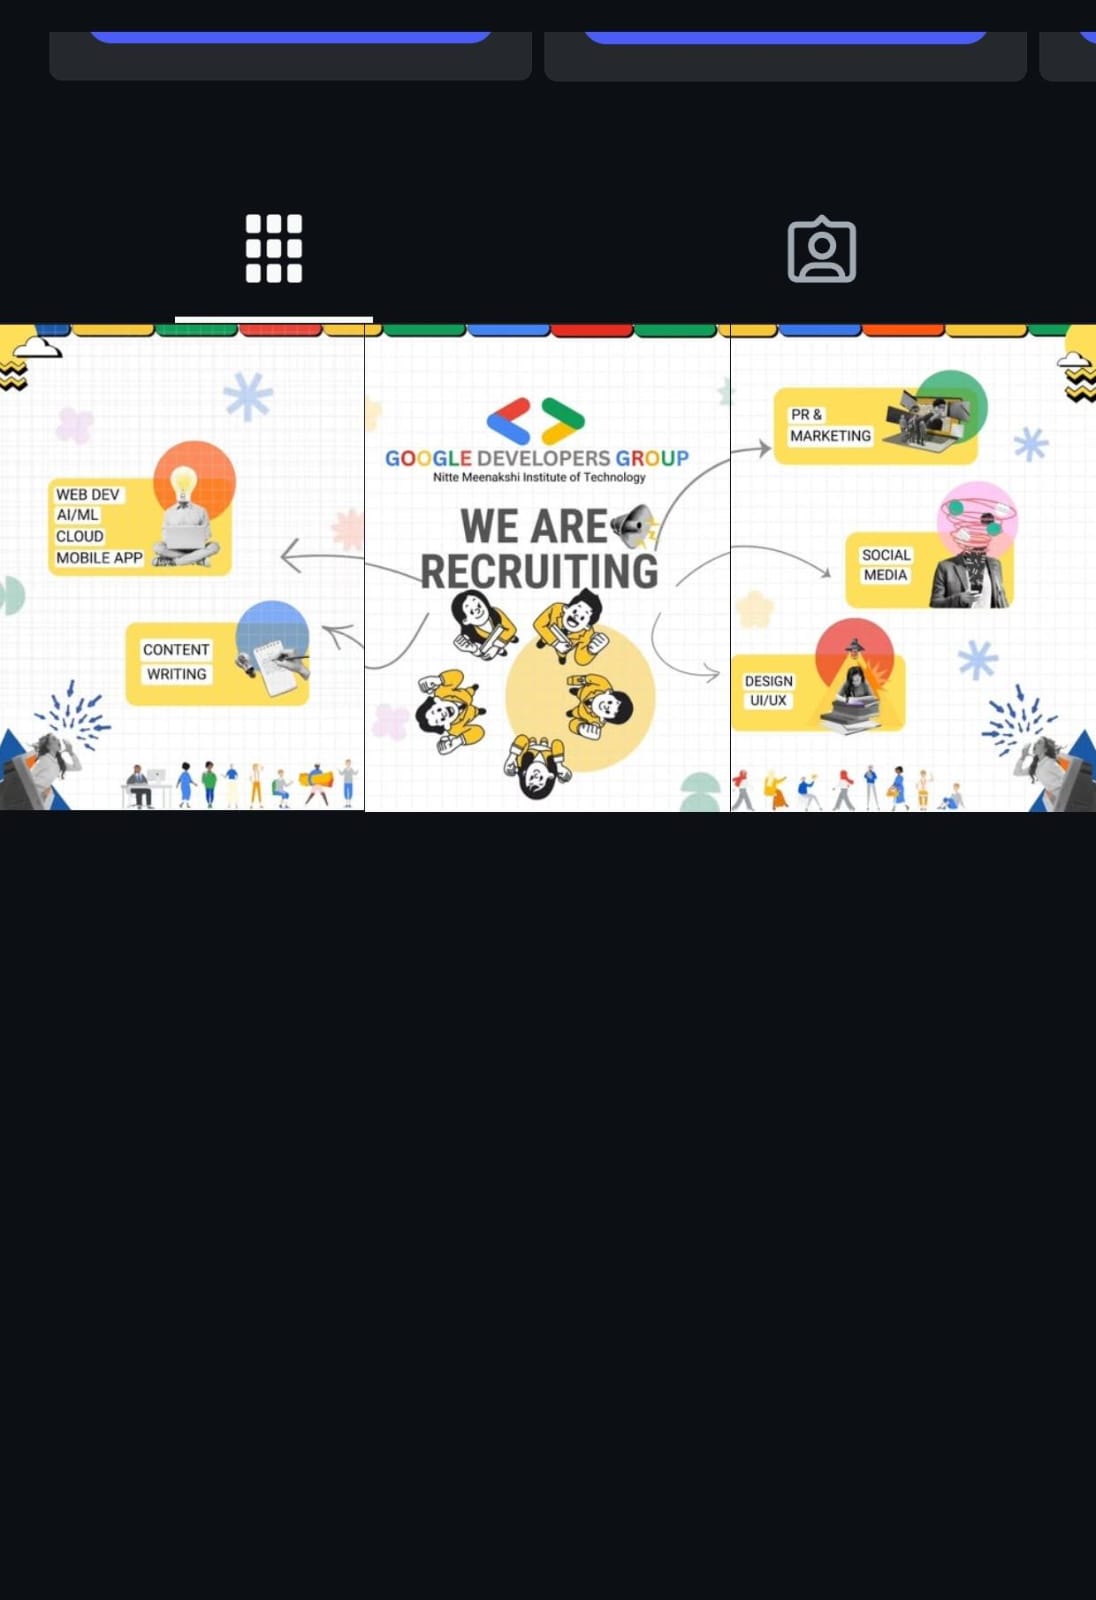 WEB DEV
AI/ML
CLOUD
MOBILE APP
CONTENT
WRITING
GOOGLE DEVELOPERS GROUP
Nitte Meenakshi Institute of Technology
WE ARE
RECRUITING
PR &
MARKETING
SOCIAL
MEDIA
DESIGN
UI/UX